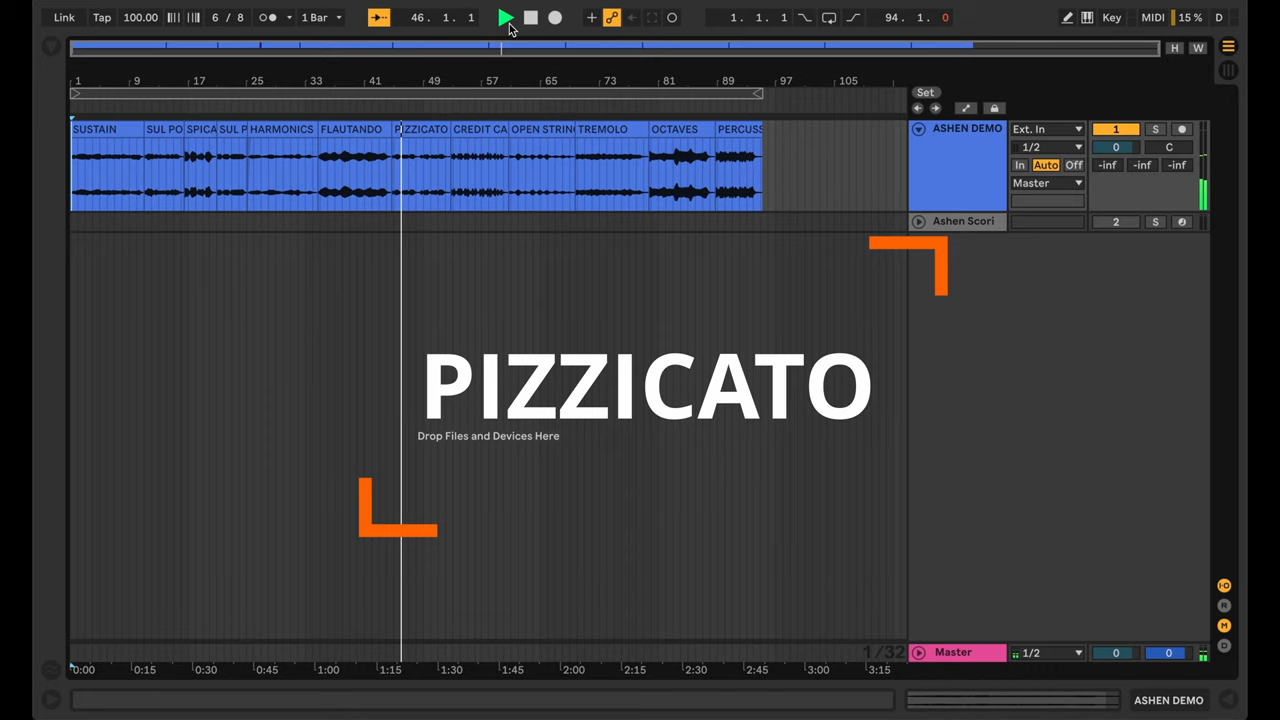 Link Tap 100.00 6 / 8 1 Bar 46. 1. 1 1. 1. 1 94. 1. 0 Key MIDI 15 % D
H W
1 9 17 25 33 41 49 57 65 73 81 89 97 105
Set
SUSTAIN SUL PO SPICA SUL P HARMONICS FLAUTANDO PIZZICATO CREDIT CA OPEN STRIN TREMOLO OCTAVES PERCUSS
ASHEN DEMO Ext. In 1 S
1/2 0 C
In Auto Off -inf -inf -inf
Master
Ashen Scori 2 S
PIZZICATO
Drop Files and Devices Here
I·O
R
M
D
1/32
Master 1/2 0 0
0:00 0:15 0:30 0:45 1:00 1:15 1:30 1:45 2:00 2:15 2:30 2:45 3:00 3:15
ASHEN DEMO